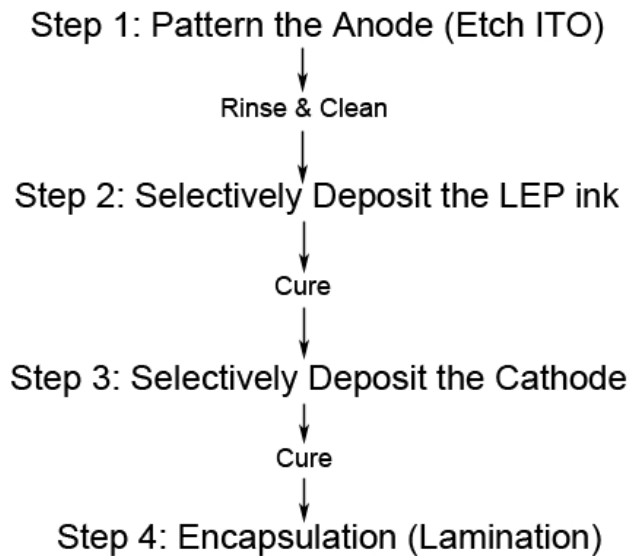 Step 1: Pattern the Anode (Etch ITO)
Rinse & Clean
Step 2: Selectively Deposit the LEP ink
Cure
Step 3: Selectively Deposit the Cathode
Cure
Step 4: Encapsulation (Lamination)